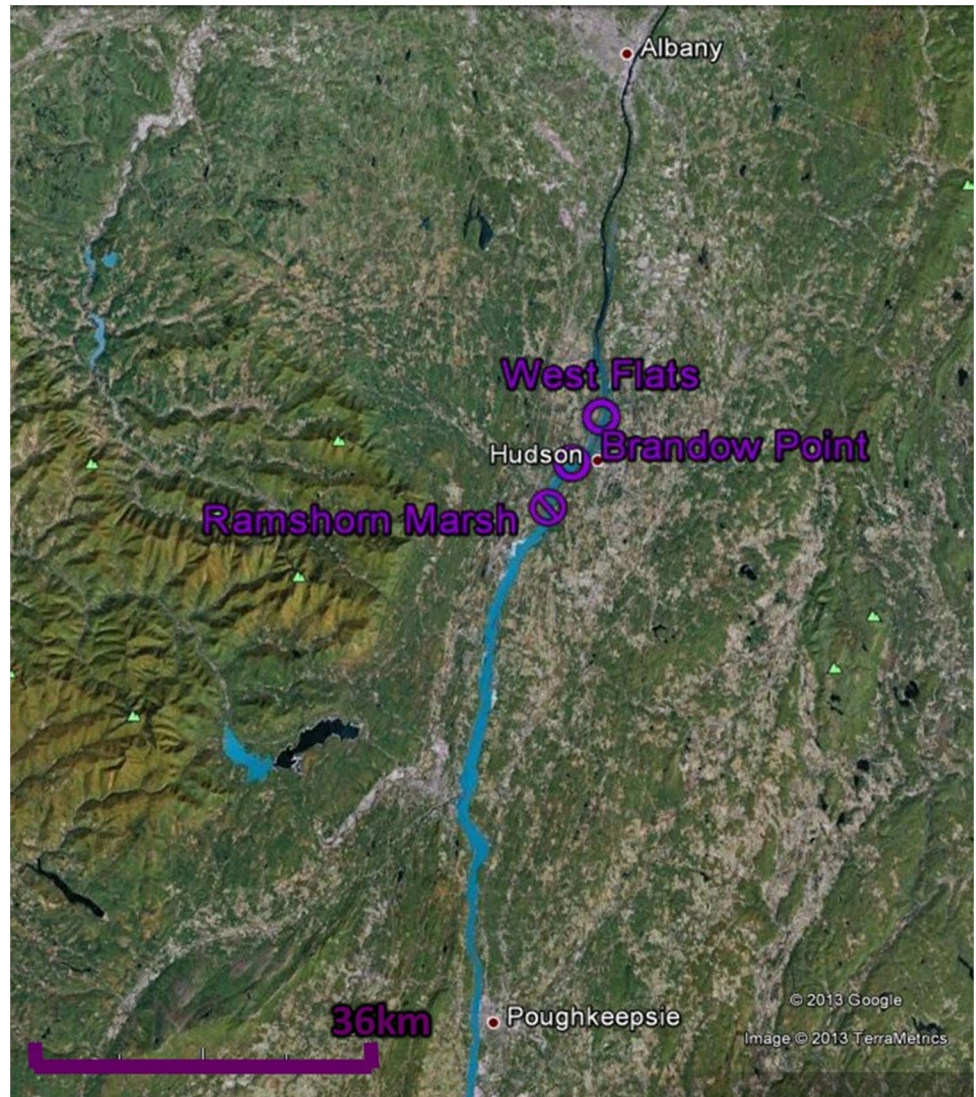 Albany
West Flats
Hudson
Brandow Point
Ramshorn Marsh
36km
Poughkeepsie
© 2013 Google
Image © 2013 TerraMetrics